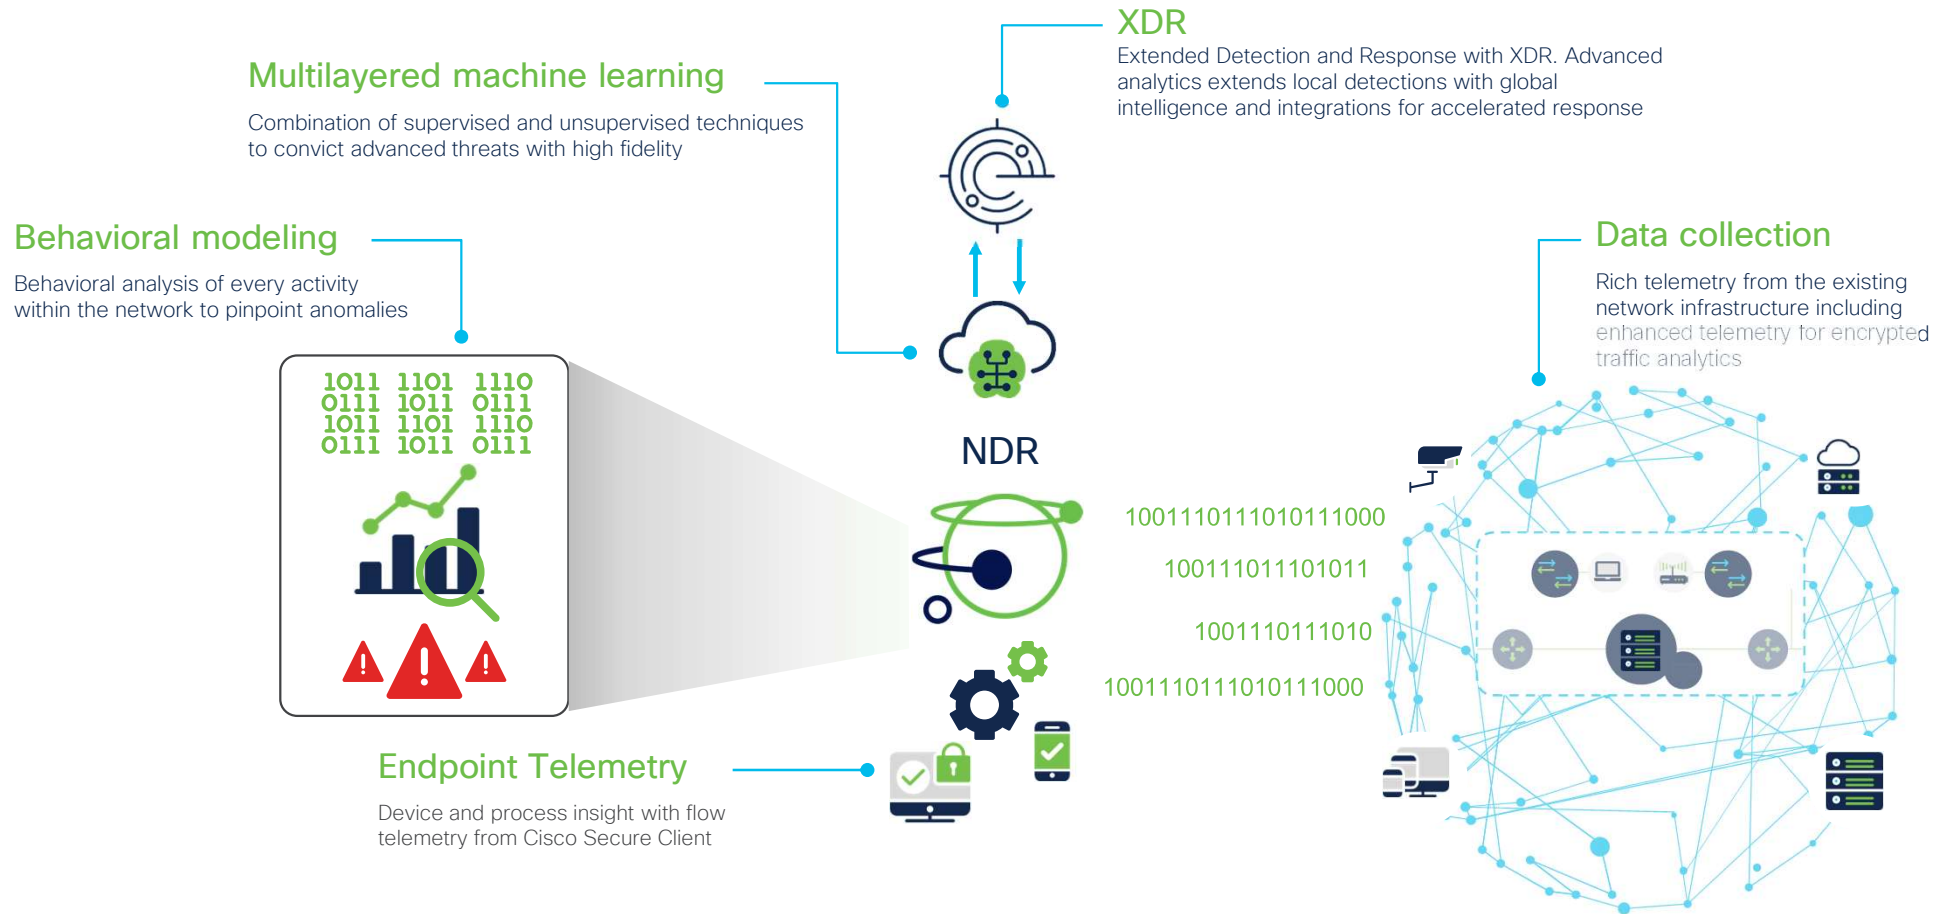 XDR
Extended Detection and Response with XDR. Advanced
analytics extends local detections with global
intelligence and integrations for accelerated response
Multilayered machine learning
Combination of supervised and unsupervised techniques
to convict advanced threats with high fidelity
Behavioral modeling
Behavioral analysis of every activity
within the network to pinpoint anomalies
Data collection
Rich telemetry from the existing
network infrastructure including
enhanced telemetry for encrypted
traffic analytics
1011 1101 1110
0111 1011 0111
1011 1101 1110
0111 1011 0111
NDR
1001110111010111000
100111011101011
1001110111010
1001110111010111000
Endpoint Telemetry
Device and process insight with flow
telemetry from Cisco Secure Client